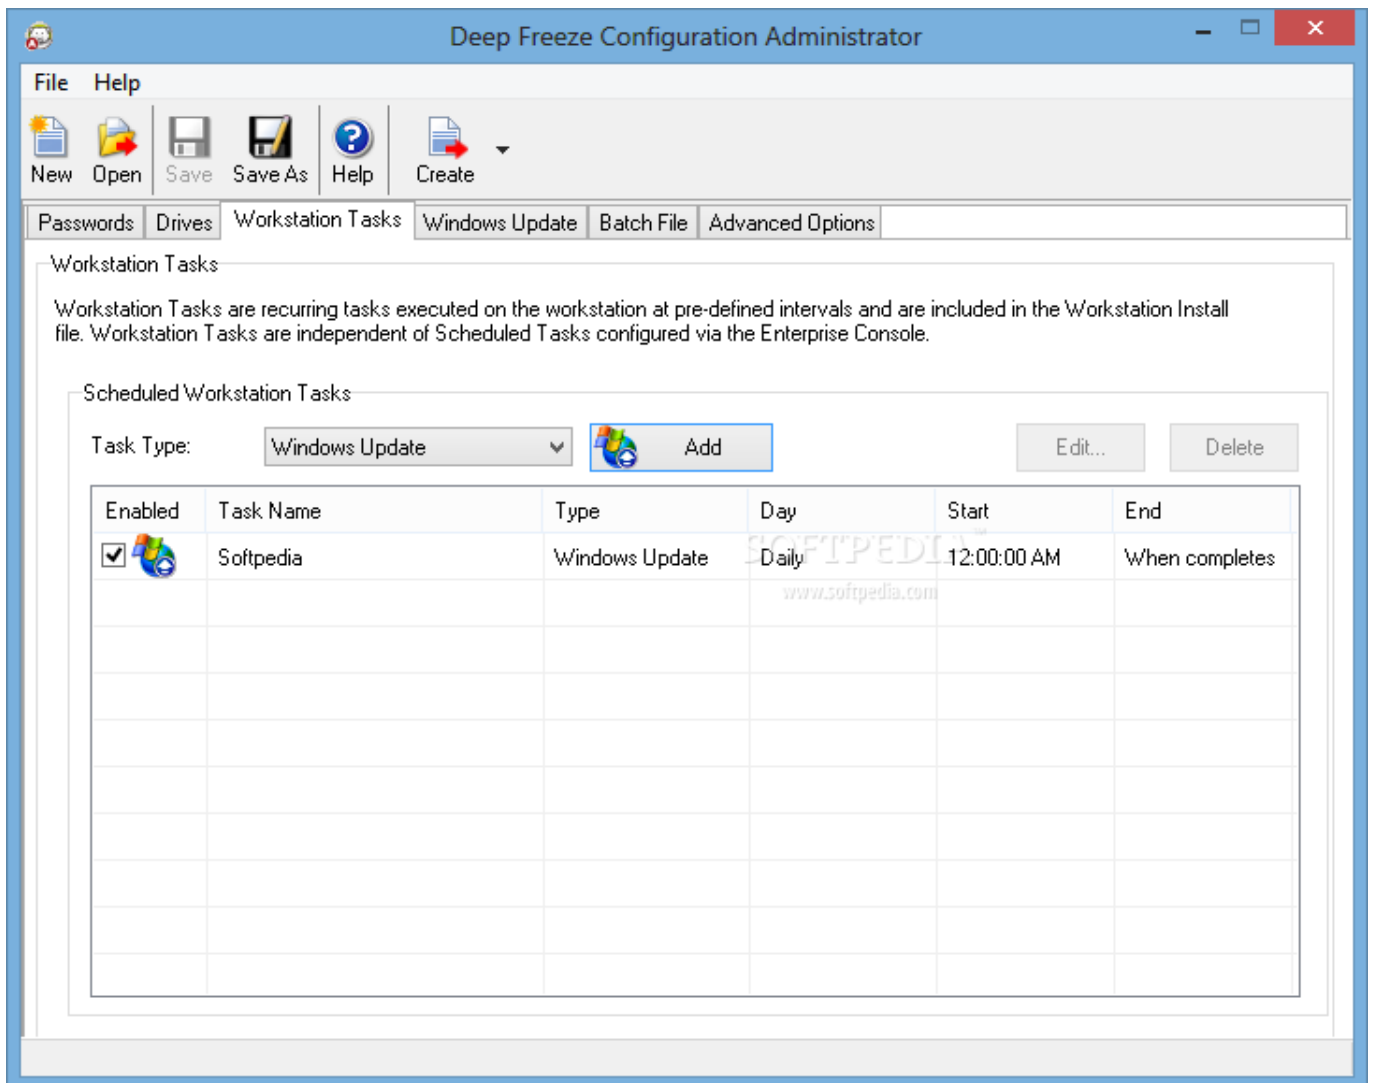 Deep Freeze Configuration Administrator
File Help
New Open Save Save As Help Create
Passwords Drives Workstation Tasks Windows Update Batch File Advanced Options
Workstation Tasks
Workstation Tasks are recurring tasks executed on the workstation at pre-defined intervals and are included in the Workstation Install
file. Workstation Tasks are independent of Scheduled Tasks configured via the Enterprise Console.
Scheduled Workstation Tasks
Task Type: Windows Update Add Edit... Delete
Enabled Task Name Type Day Start End
Softpedia Windows Update Daily 12:00:00 AM When completes
SOFTPEDIA™
www.softpedia.com